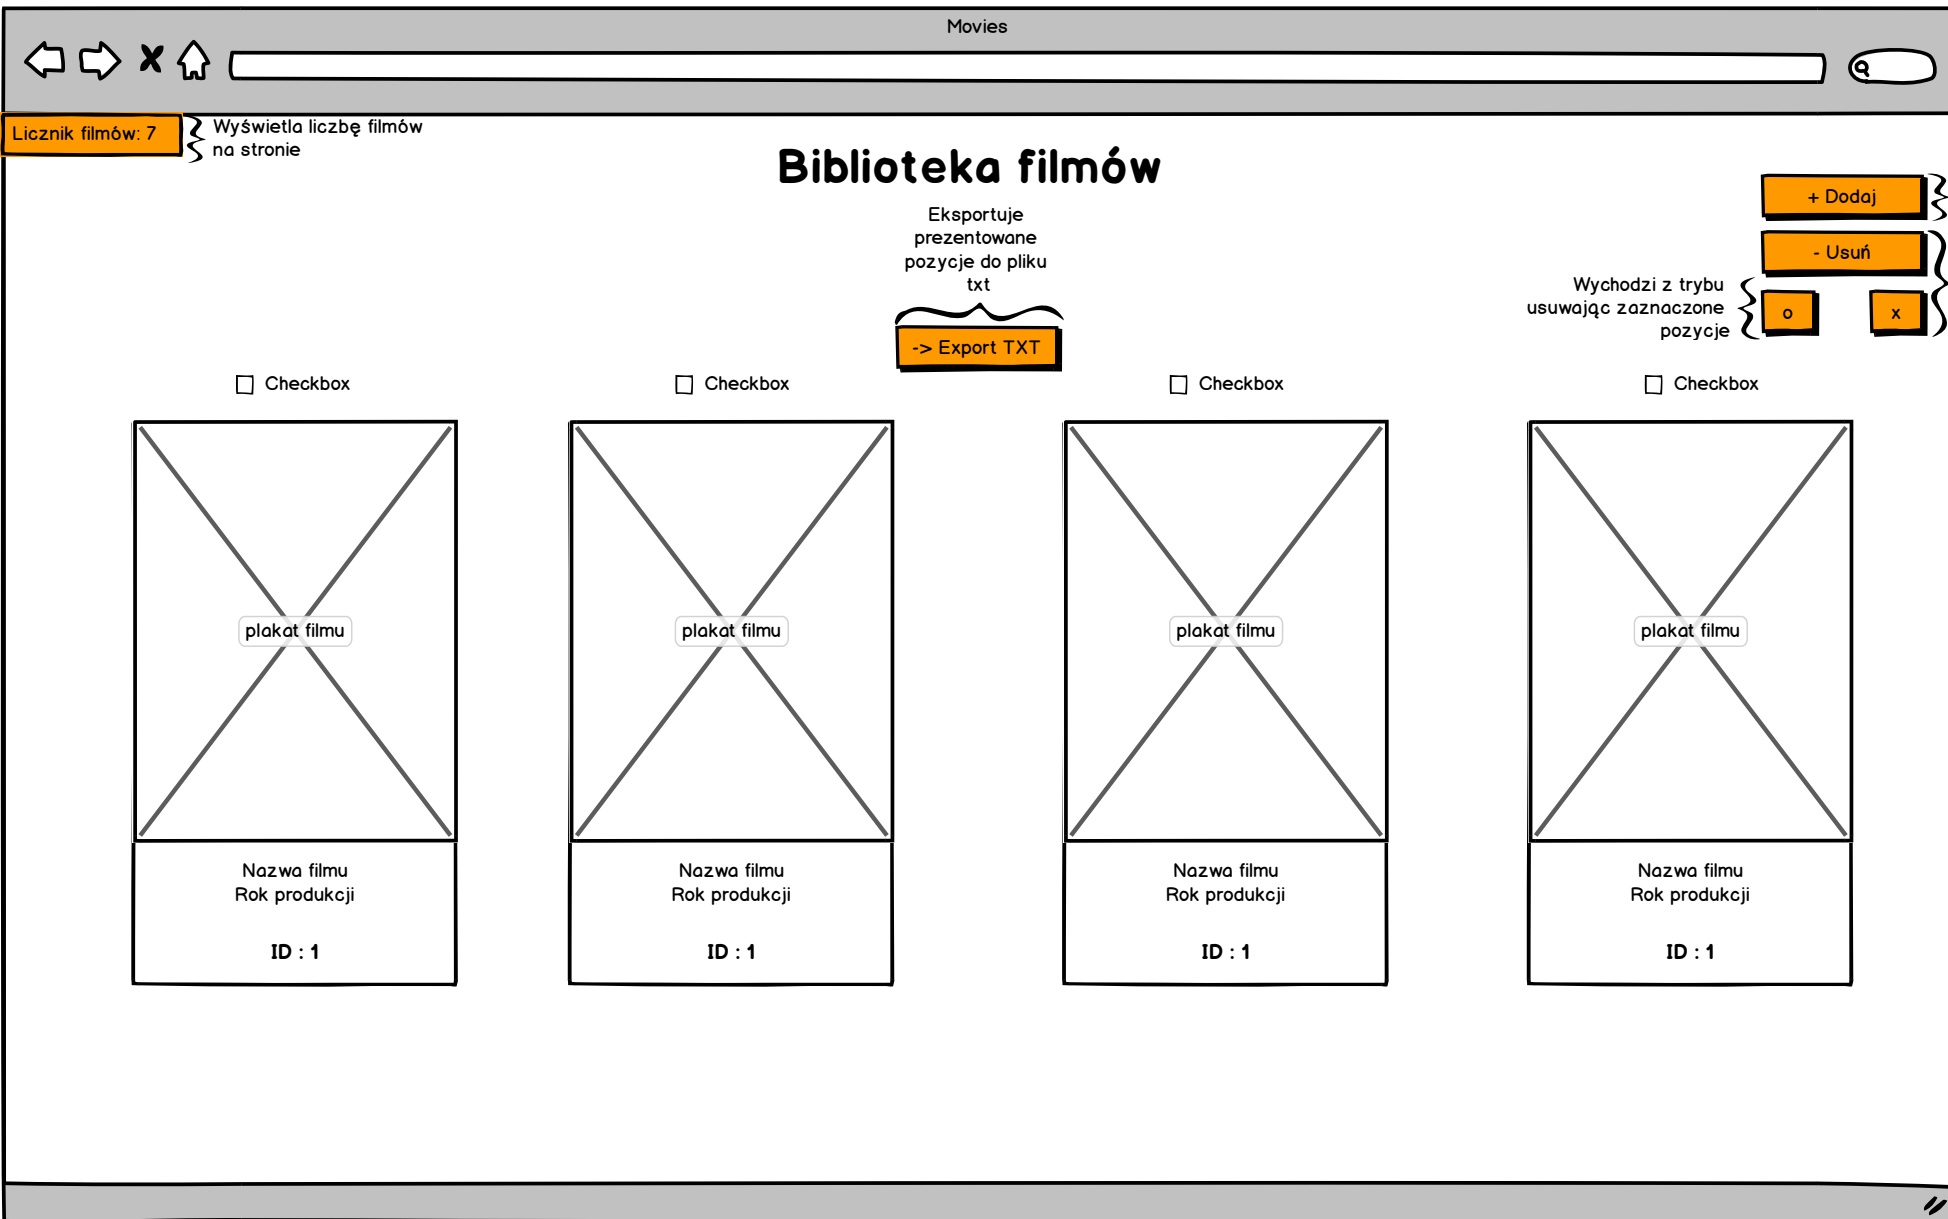 Movies
Licznik filmów: 7
Wyświetla liczbę filmów
na stronie
Biblioteka filmów
+ Dodaj
- Usuń
Eksportuje
prezentowane
pozycje do pliku
txt
Wychodzi z trybu
usuwając zaznaczone
pozycje
o
x
-> Export TXT
Checkbox
Checkbox
Checkbox
Checkbox
plakat filmu
plakat filmu
plakat filmu
plakat filmu
Nazwa filmu
Rok produkcji
ID : 1
Nazwa filmu
Rok produkcji
ID : 1
Nazwa filmu
Rok produkcji
ID : 1
Nazwa filmu
Rok produkcji
ID : 1